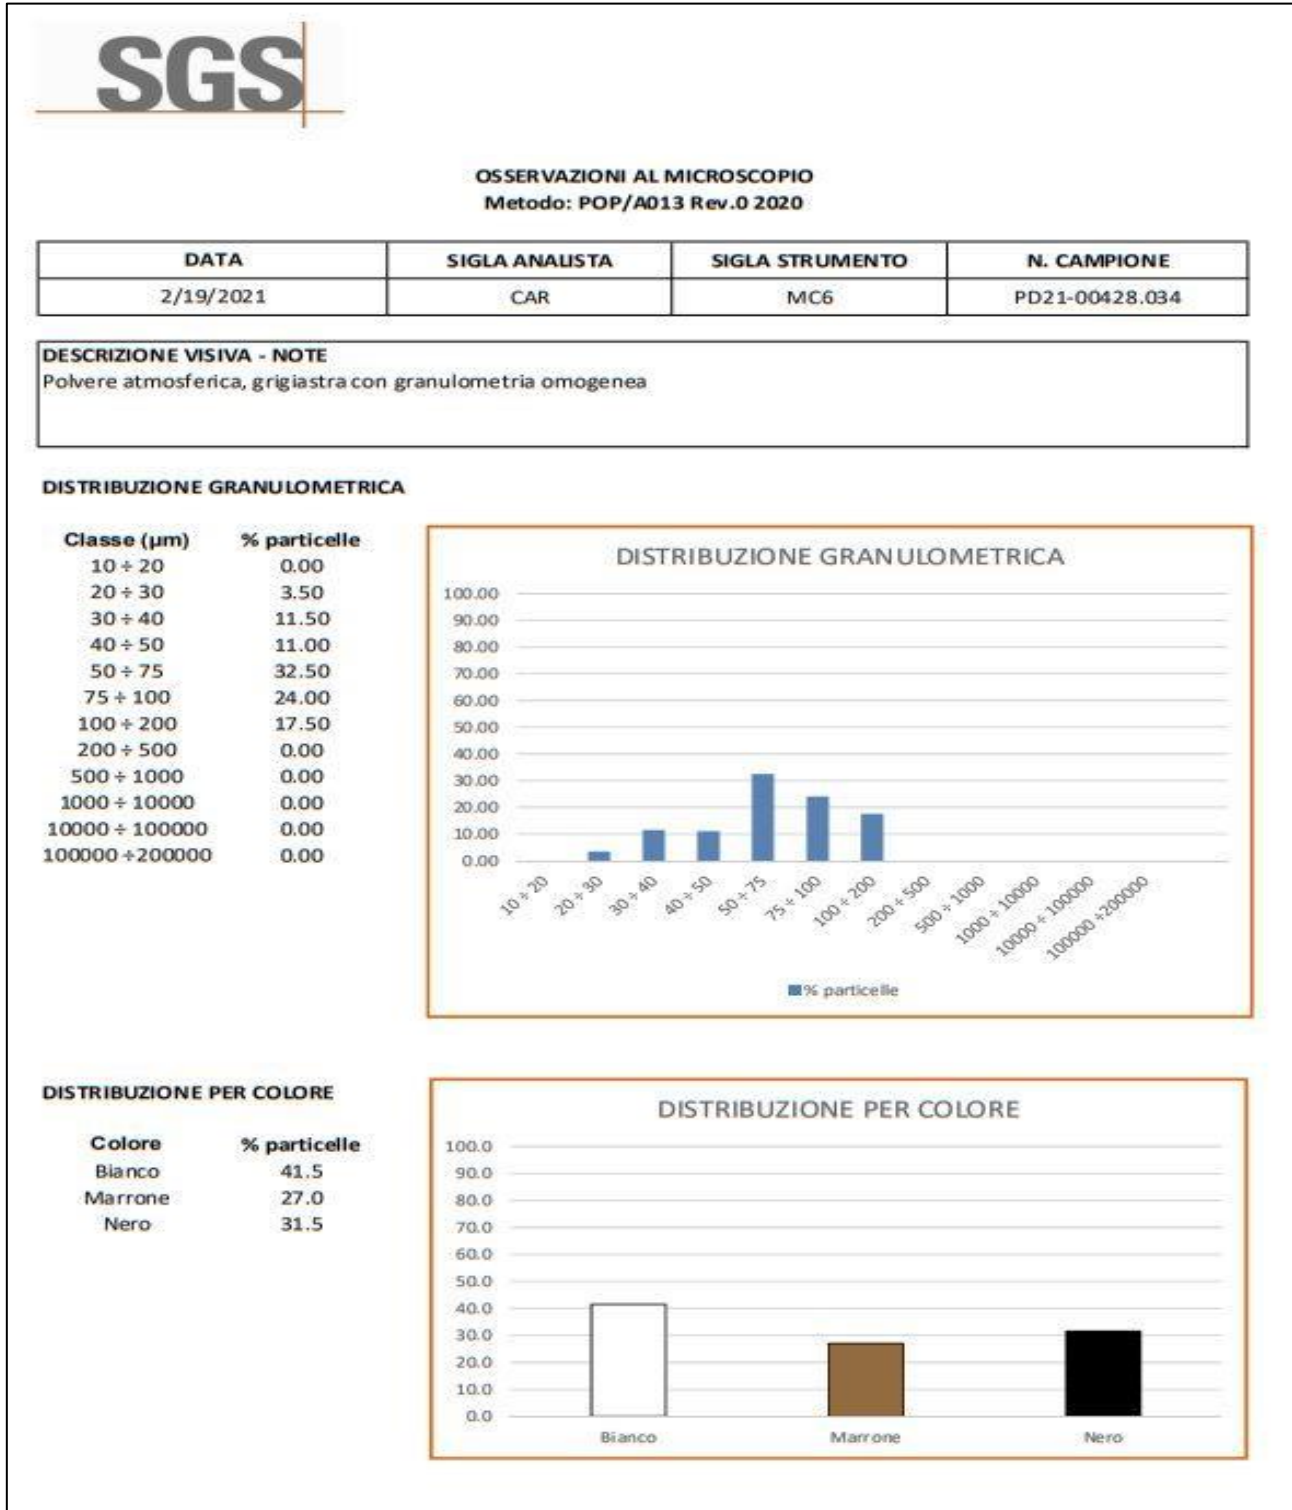 SGS
OSSERVAZIONI AL MICROSCOPIO
Metodo: POP/A013 Rev.0 2020
DATA SIGLA ANALISTA SIGLA STRUMENTO N. CAMPIONE
2/19/2021 CAR MC6 PD21-00428.034
DESCRIZIONE VISIVA - NOTE
Polvere atmosferica, grigiastra con granulometria omogenea
DISTRIBUZIONE GRANULOMETRICA
Classe (µm) % particelle
10 ÷ 20 0.00
20 ÷ 30 3.50
30 ÷ 40 11.50
40 ÷ 50 11.00
50 ÷ 75 32.50
75 ÷ 100 24.00
100 ÷ 200 17.50
200 ÷ 500 0.00
500 ÷ 1000 0.00
1000 ÷ 10000 0.00
10000 ÷ 100000 0.00
100000 ÷200000 0.00
DISTRIBUZIONE GRANULOMETRICA
100.00
90.00
80.00
70.00
60.00
50.00
40.00
30.00
20.00
10.00
0.00
10 ÷ 20
20 ÷ 30
30 ÷ 40
40 ÷ 50
50 ÷ 75
75 ÷ 100
100 ÷ 200
200 ÷ 500
500 ÷ 1000
1000 ÷ 10000
10000 ÷ 100000
100000 ÷200000
% particelle
DISTRIBUZIONE PER COLORE
Colore % particelle
Bianco 41.5
Marrone 27.0
Nero 31.5
DISTRIBUZIONE PER COLORE
100.0
90.0
80.0
70.0
60.0
50.0
40.0
30.0
20.0
10.0
0.0
Bianco Marrone Nero